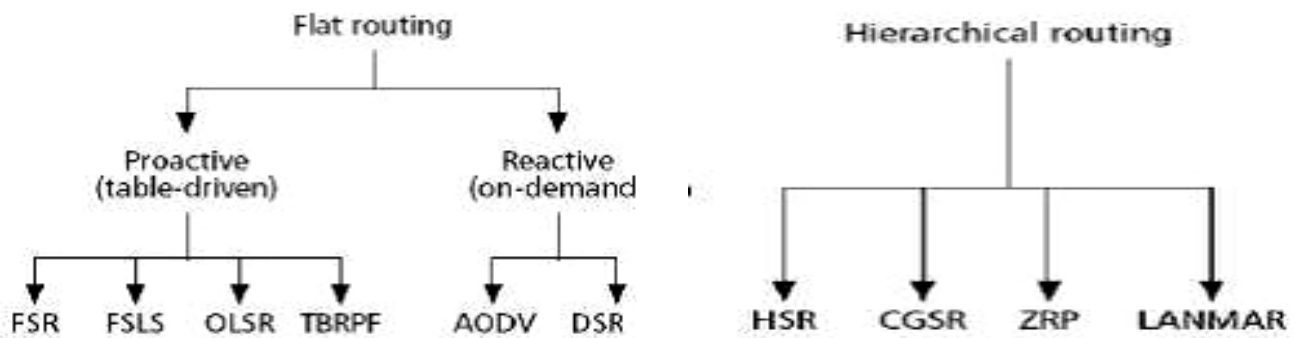 Flat routing
Proactive
(table-driven)
Reactive
(on-demand
FSR FSLS OLSR TBRPF AODV DSR
Hierarchical routing
HSR CGSR ZRP LANMAR